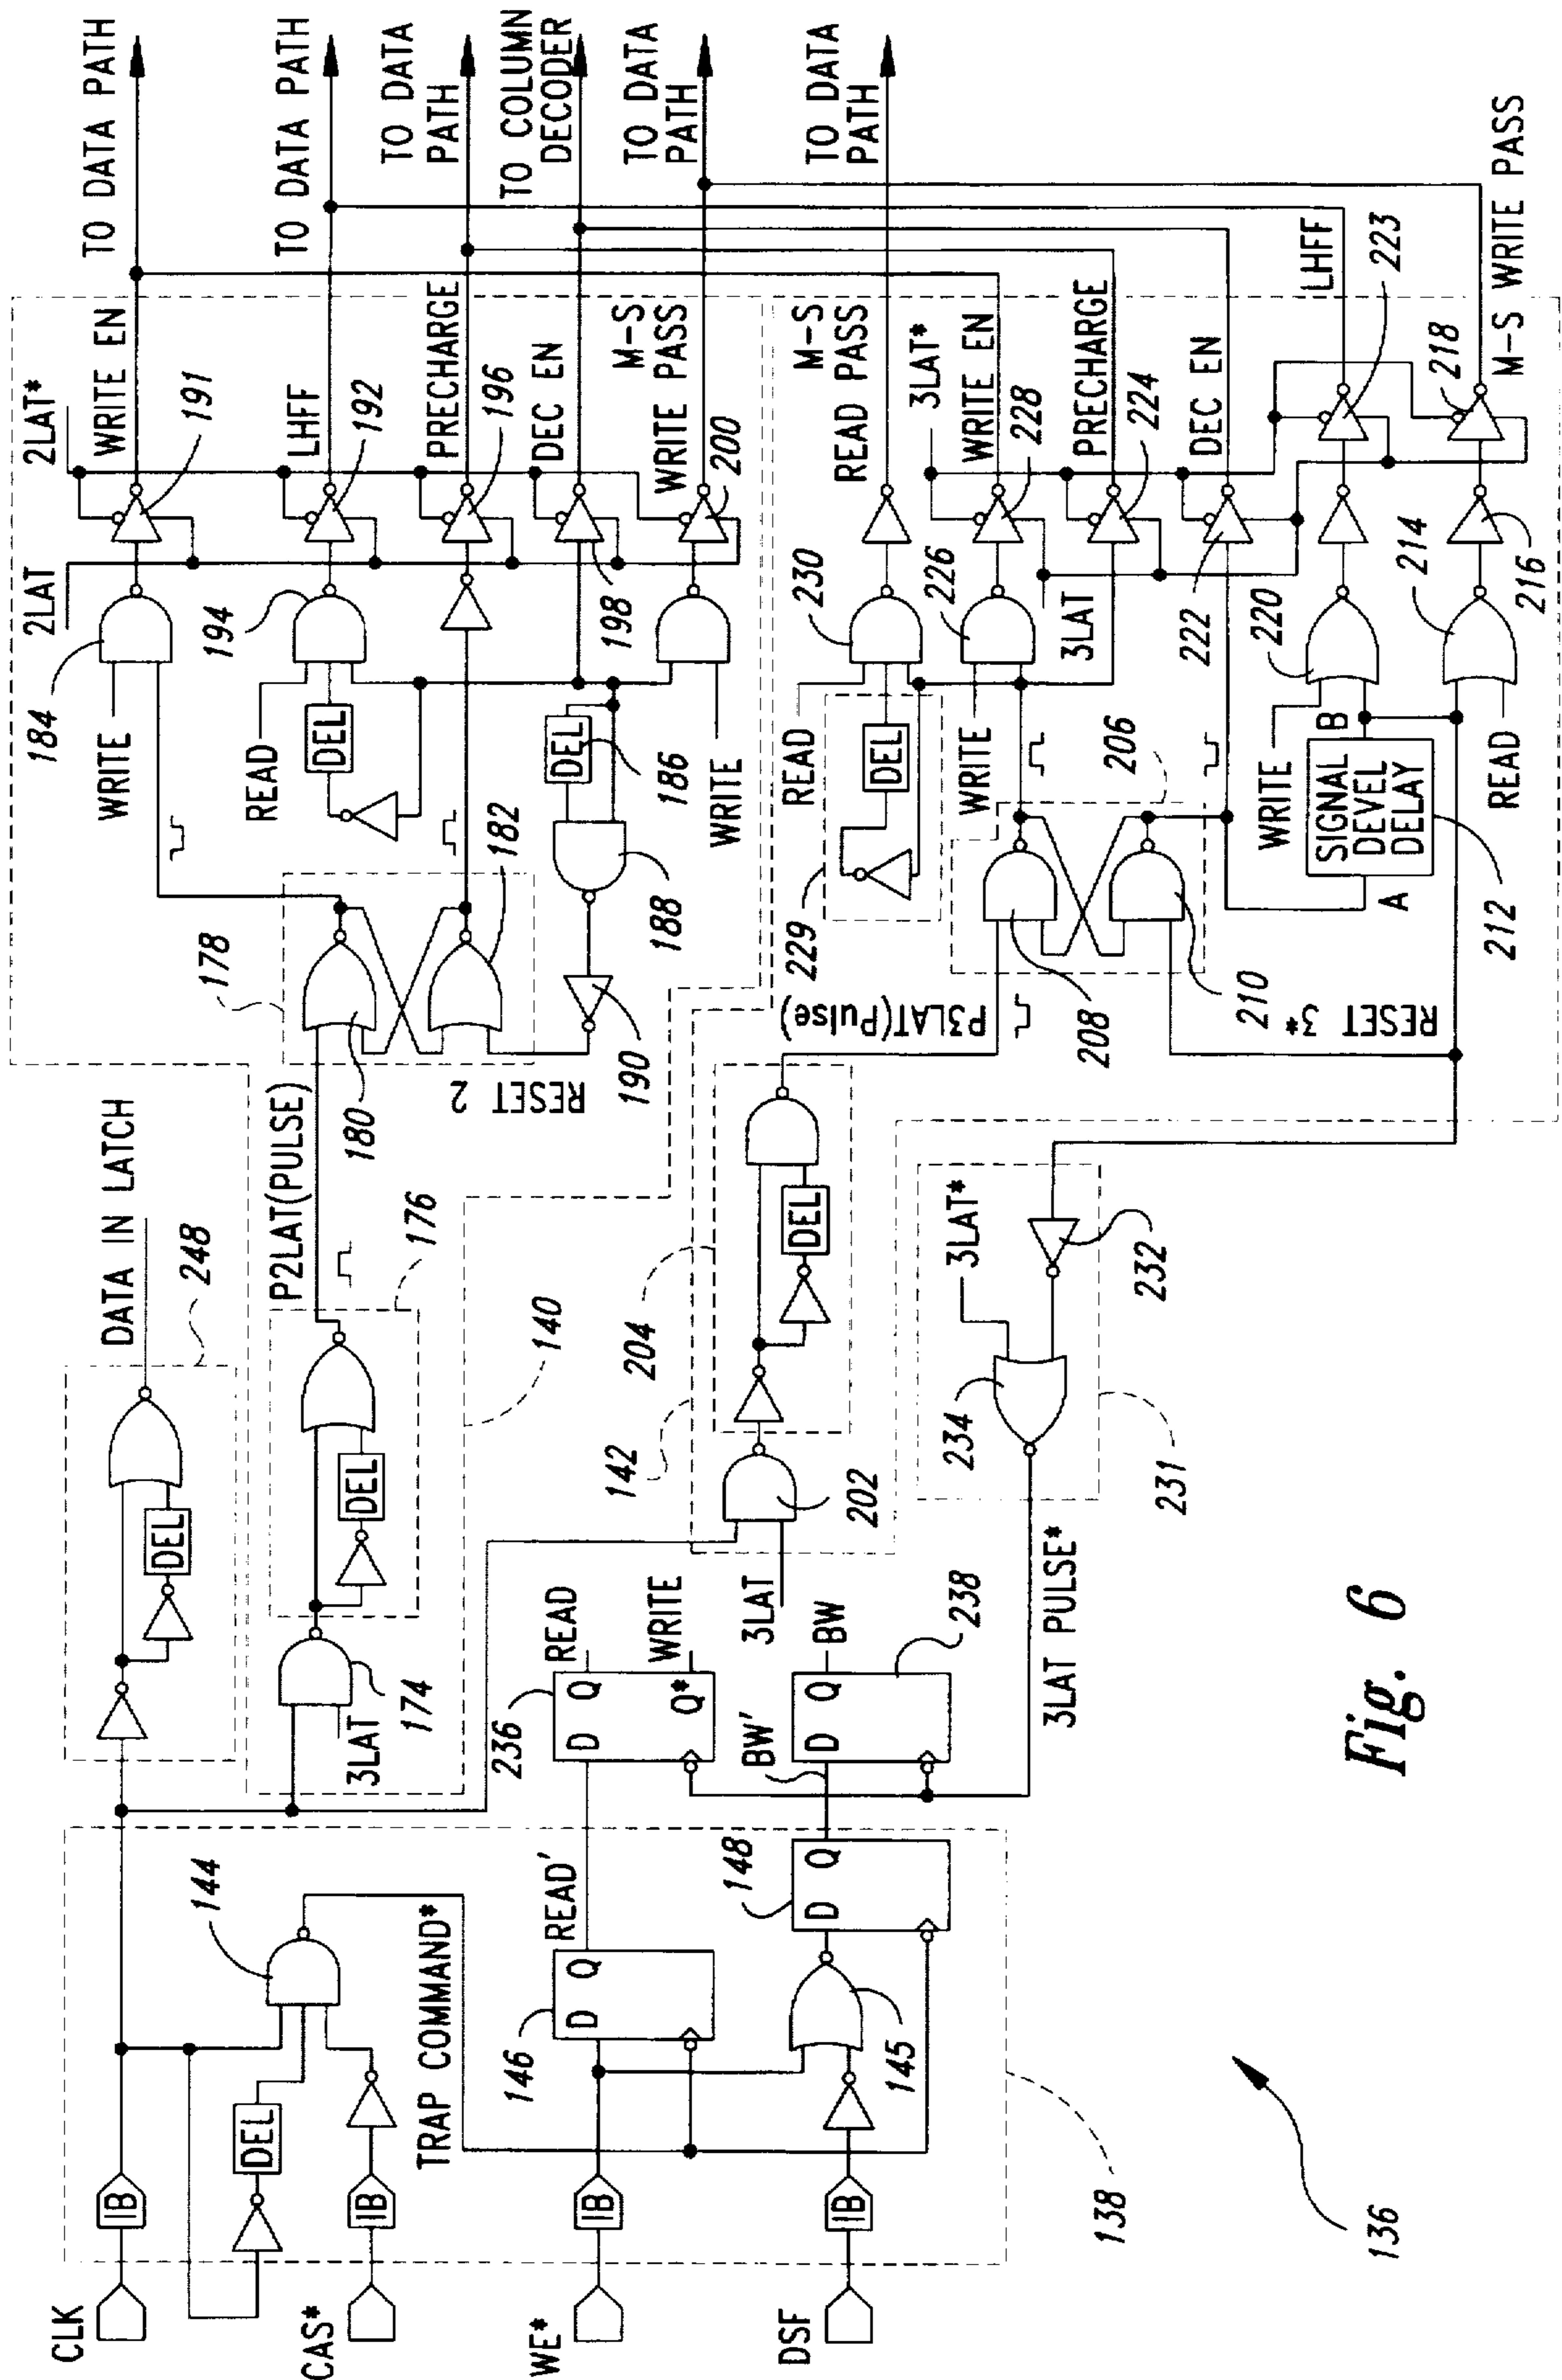 CLK
IB
DEL
CAS*
IB
WE*
IB
DSF
IB
144
TRAP COMMAND*
146
D Q
READ'
145
148
D Q
138
136
DATA IN LATCH
248
DEL
174
3LAT
DEL
176
P2LAT(PULSE)
140
236
D Q
Q*
READ
WRITE
BW'
D Q
BW
238
3LAT PULSE*
142
202
3LAT
204
DEL
3LAT*
234
232
231
178
180
182
RESET 2
190
188
DEL
186
184
WRITE
READ
DEL
WRITE
2LAT
2LAT*
194
191
WRITE EN
192
LHFF
196
PRECHARGE
198
DEC EN
200
M-S
WRITE PASS
TO DATA PATH
TO DATA PATH
TO DATA
PATH
TO COLUMN
DECODER
TO DATA
PATH
TO DATA
PATH
P3LAT(Pulse)
208
210
RESET 3*
206
229
DEL
READ
230
M-S
READ PASS
WRITE
226
3LAT
3LAT*
WRITE EN
228
PRECHARGE
224
DEC EN
222
A
SIGNAL
DEVEL
DELAY
B
212
WRITE
220
READ
214
216
LHFF
223
218
M-S WRITE PASS
Fig. 6